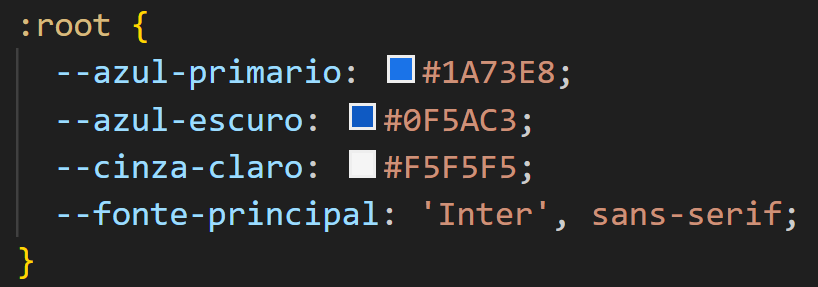 :root {
--azul-primario: #1A73E8;
--azul-escuro: #0F5AC3;
--cinza-claro: #F5F5F5;
--fonte-principal: 'Inter', sans-serif;
}